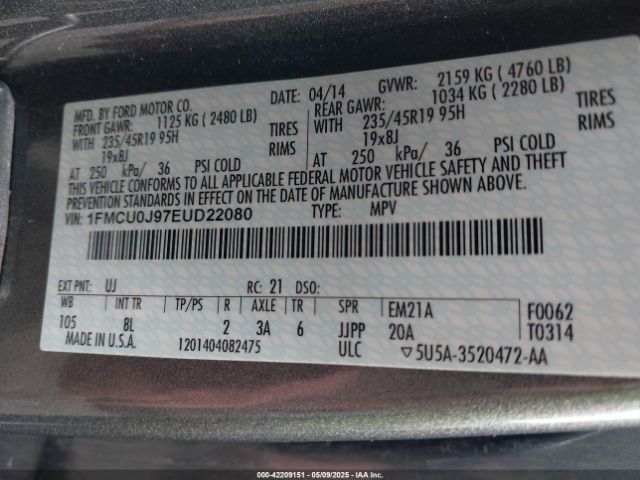 MFD. BY FORD MOTOR CO.
DATE: 04/14 GVWR: 2159 KG ( 4760 LB)
FRONT GAWR: 1125 KG ( 2480 LB) REAR GAWR: 1034 KG ( 2280 LB)
WITH 235/45R19 95H TIRES WITH 235/45R19 95H TIRES
19x8J RIMS 19x8J RIMS
AT 250 kPa/ 36 PSI COLD AT 250 kPa/ 36 PSI COLD
THIS VEHICLE CONFORMS TO ALL APPLICABLE FEDERAL MOTOR VEHICLE SAFETY AND THEFT
PREVENTION STANDARDS IN EFFECT ON THE DATE OF MANUFACTURE SHOWN ABOVE.
VIN: 1FMCU0J97EUD22080 TYPE: MPV
EXT PNT: UJ RC: 21 DSO:
WB INT TR TP/PS R AXLE TR SPR EM21A F0062
105 8L 2 3A 6 JJPP 20A T0314
MADE IN U.S.A. 1201404082475 ULC ▽5U5A-3520472-AA
000-42209151 | 05/09/2025 | IAA Inc.